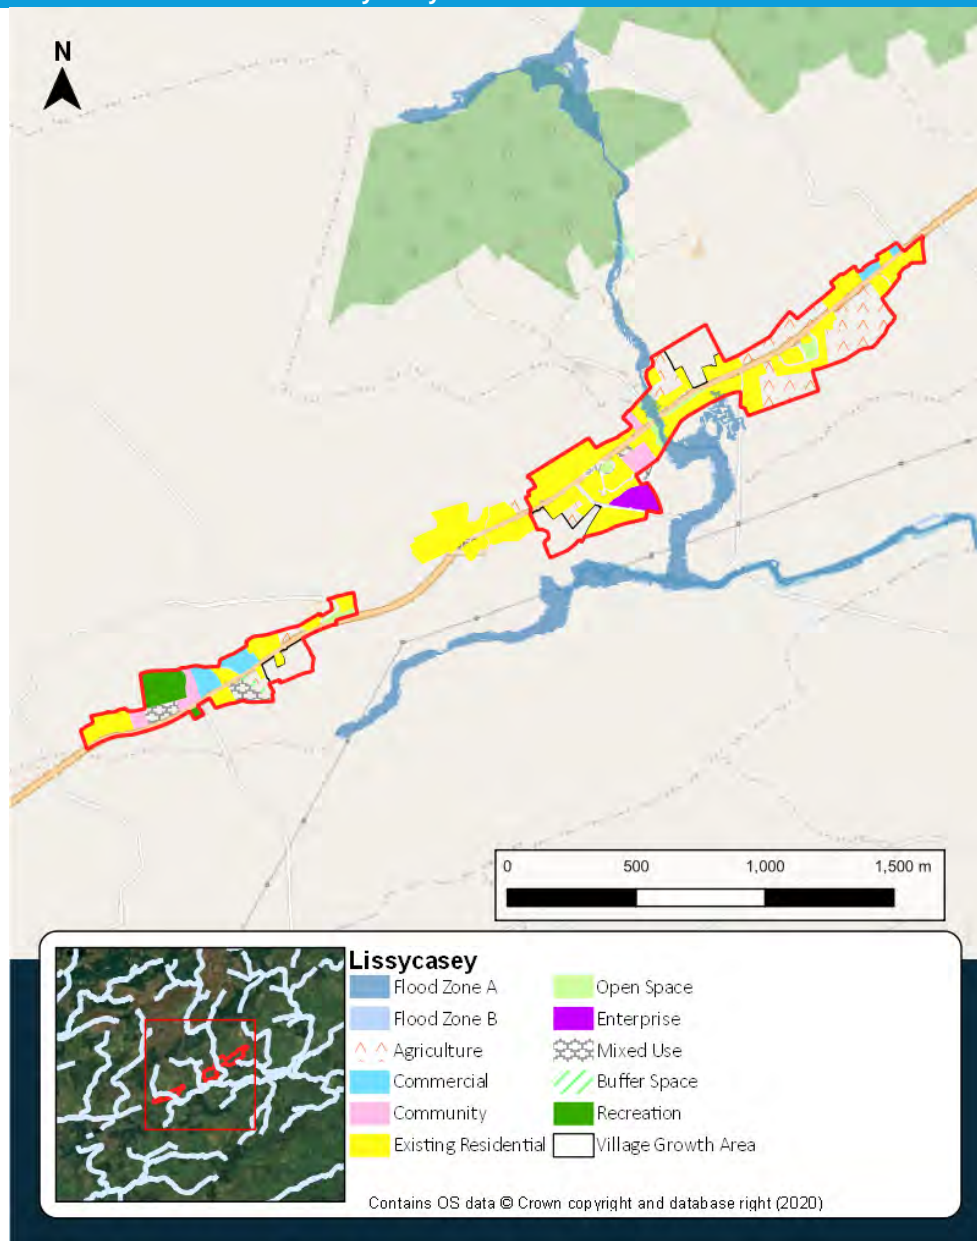 N
0 500 1,000 1,500 m
Lissycasey
Flood Zone A
Flood Zone B
Agriculture
Commercial
Community
Existing Residential
Open Space
Enterprise
Mixed Use
Buffer Space
Recreation
Village Growth Area
Contains OS data © Crown copyright and database right (2020)